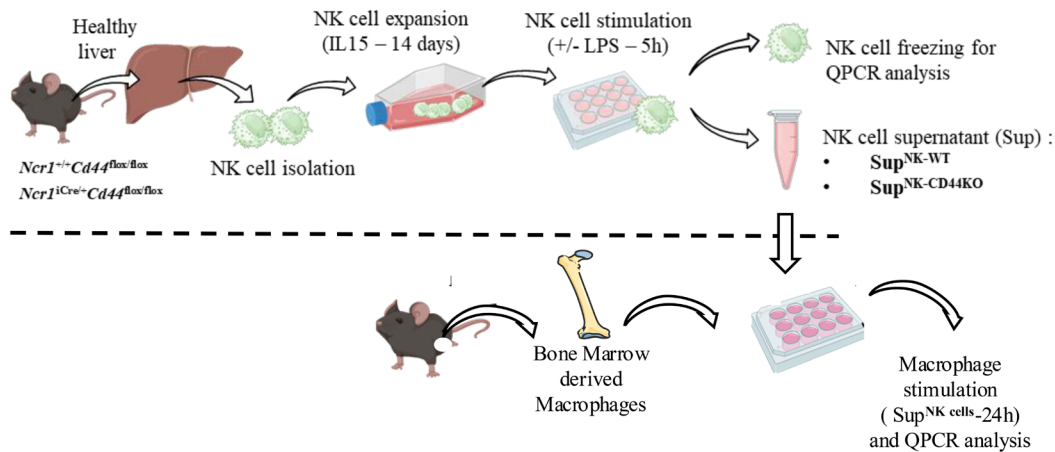 Healthy
liver
NK cell expansion
(IL15 – 14 days)
NK cell stimulation
(+/- LPS – 5h)
NK cell freezing for
QPCR analysis
NK cell isolation
Ncr1+/+Cd44flox/flox
Ncr1iCre/+Cd44flox/flox
NK cell supernatant (Sup) :
• SupNK-WT
• SupNK-CD44KO
Bone Marrow
derived
Macrophages
Macrophage
stimulation
( SupNK cells-24h)
and QPCR analysis